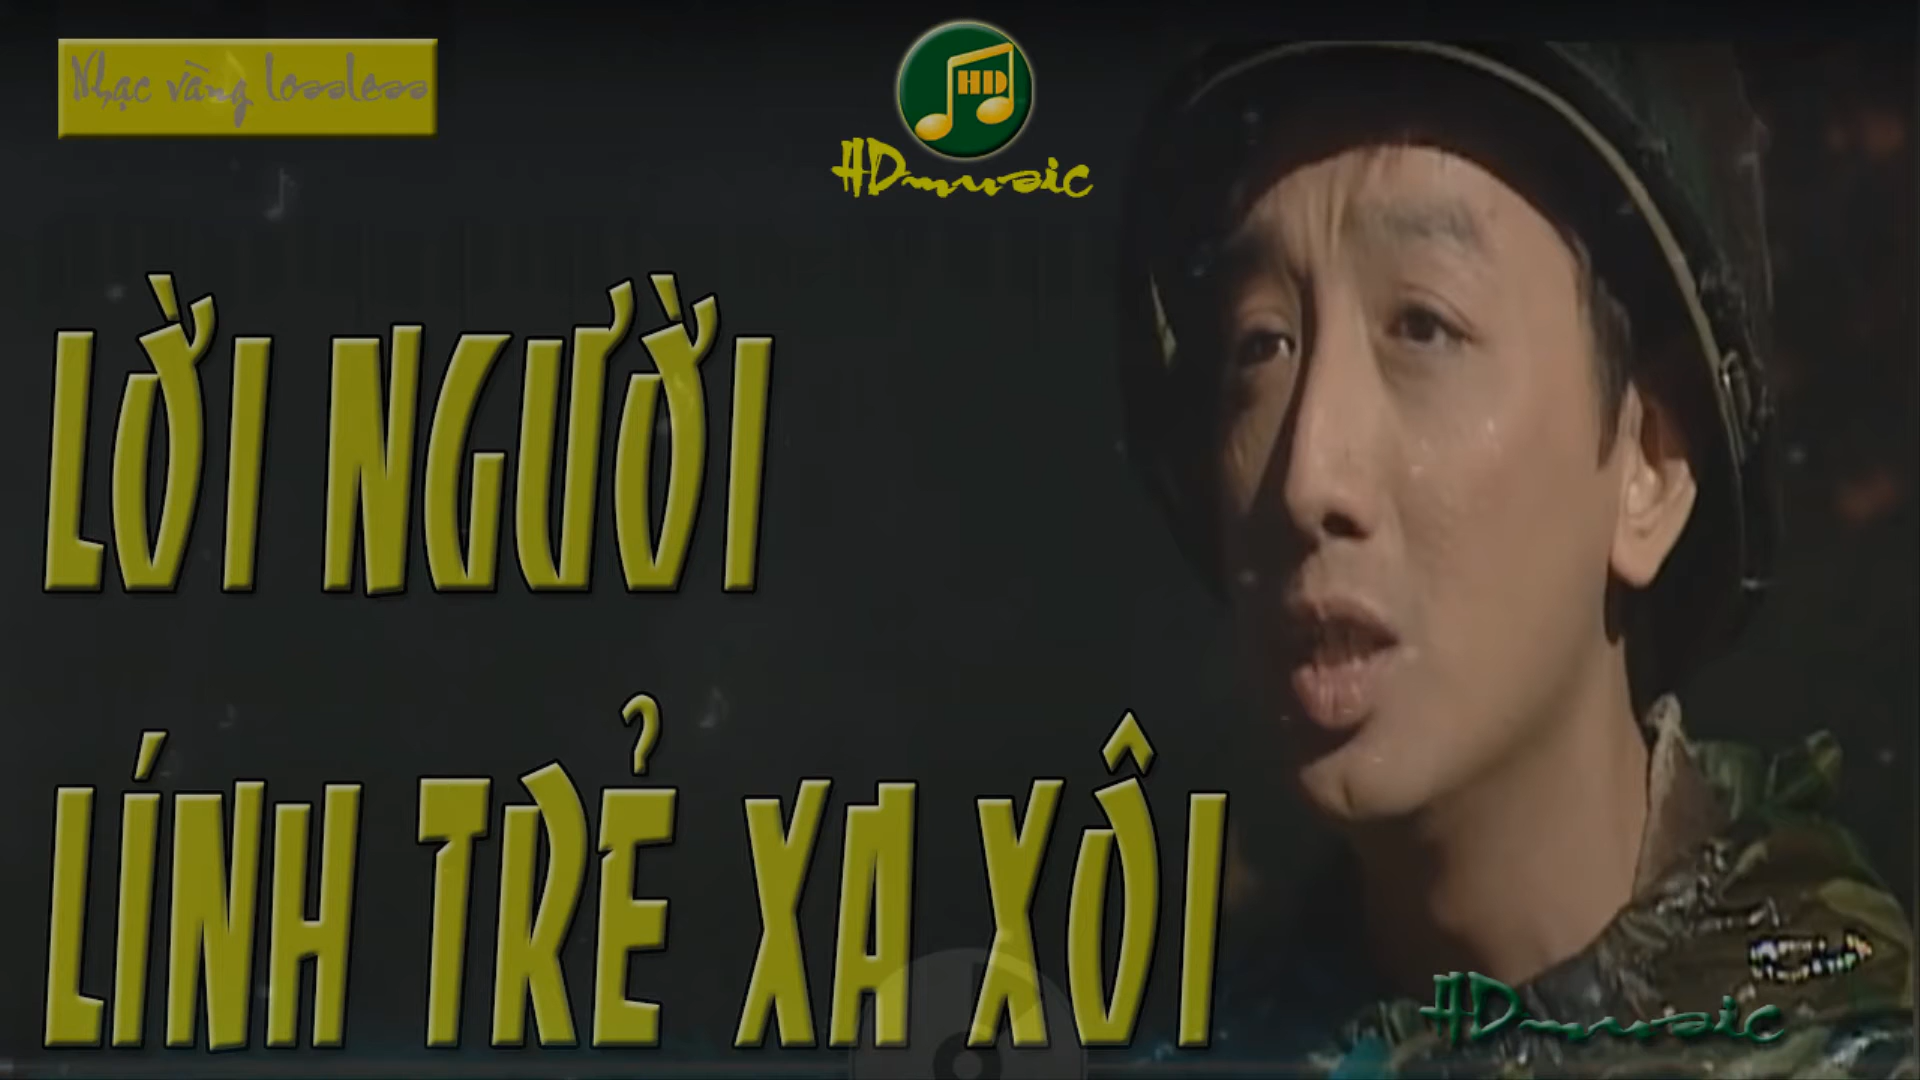 Nhạc vàng lossless
HD
HDmusic
LỜI NGƯỜI
LÍNH TRẺ XA XÔI
HDmusic